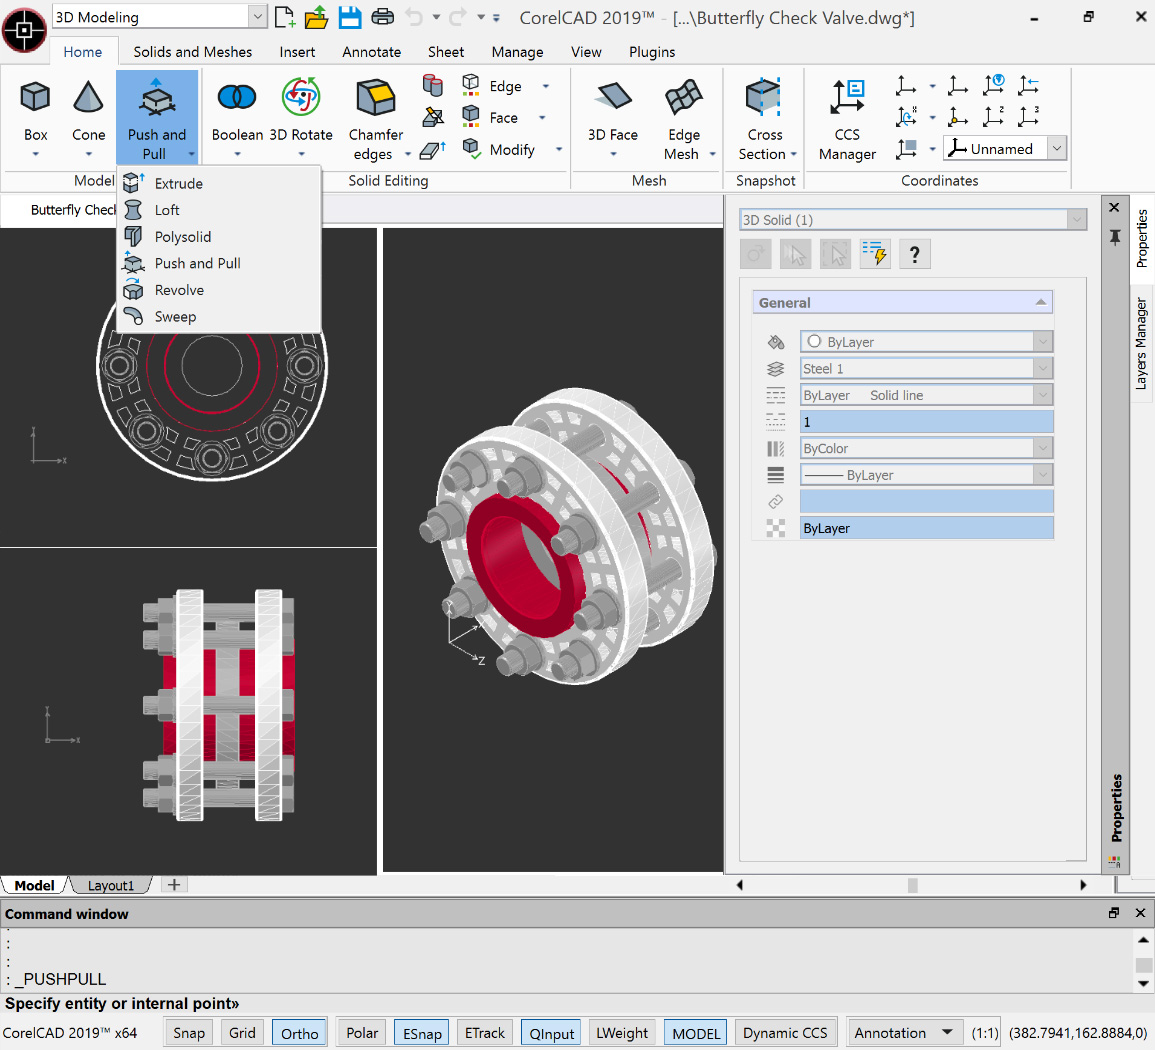 3D Modeling
CorelCAD 2019™ - [...\Butterfly Check Valve.dwg*]
Home Solids and Meshes Insert Annotate Sheet Manage View Plugins
Box
Cone
Push and
Pull
Boolean
3D Rotate
Chamfer
edges
Edge
Face
Modify
3D Face
Edge
Mesh
Cross
Section
CCS
Manager
Unnamed
Model
Solid Editing
Mesh
Snapshot
Coordinates
Butterfly Chec
Extrude
Loft
Polysolid
Push and Pull
Revolve
Sweep
3D Solid (1)
?
General
ByLayer
Steel 1
ByLayer Solid line
1
ByColor
ByLayer
ByLayer
Properties
Layers Manager
Properties
Y
X
Y
X
Y
Z
Model Layout1 +
Command window
:
:
:
: _PUSHPULL
Specify entity or internal point»
CorelCAD 2019™ x64 Snap Grid Ortho Polar ESnap ETrack QInput LWeight MODEL Dynamic CCS Annotation (1:1) (382.7941,162.8884,0)